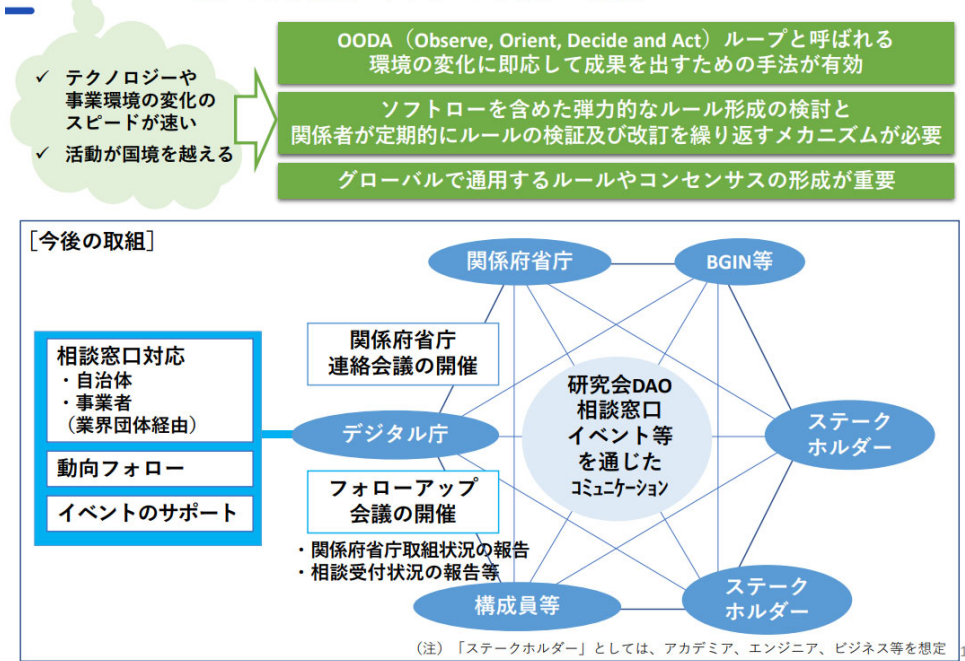 ✓ テクノロジーや
事業環境の変化の
スピードが速い
✓ 活動が国境を越える
OODA（Observe, Orient, Decide and Act）ループと呼ばれる
環境の変化に即応して成果を出すための手法が有効
ソフトローを含めた弾力的なルール形成の検討と
関係者が定期的にルールの検証及び改訂を繰り返すメカニズムが必要
グローバルで通用するルールやコンセンサスの形成が重要
［今後の取組］
相談窓口対応
・自治体
・事業者
（業界団体経由）
動向フォロー
イベントのサポート
関係府省庁
BGIN等
関係府省庁
連絡会議の開催
デジタル庁
フォローアップ
会議の開催
・関係府省庁取組状況の報告
・相談受付状況の報告等
研究会DAO
相談窓口
イベント等
を通じた
ｺﾐｭﾆｹｰｼｮﾝ
ステーク
ホルダー
ステーク
ホルダー
構成員等
（注）「ステークホルダー」としては、アカデミア、エンジニア、ビジネス等を想定